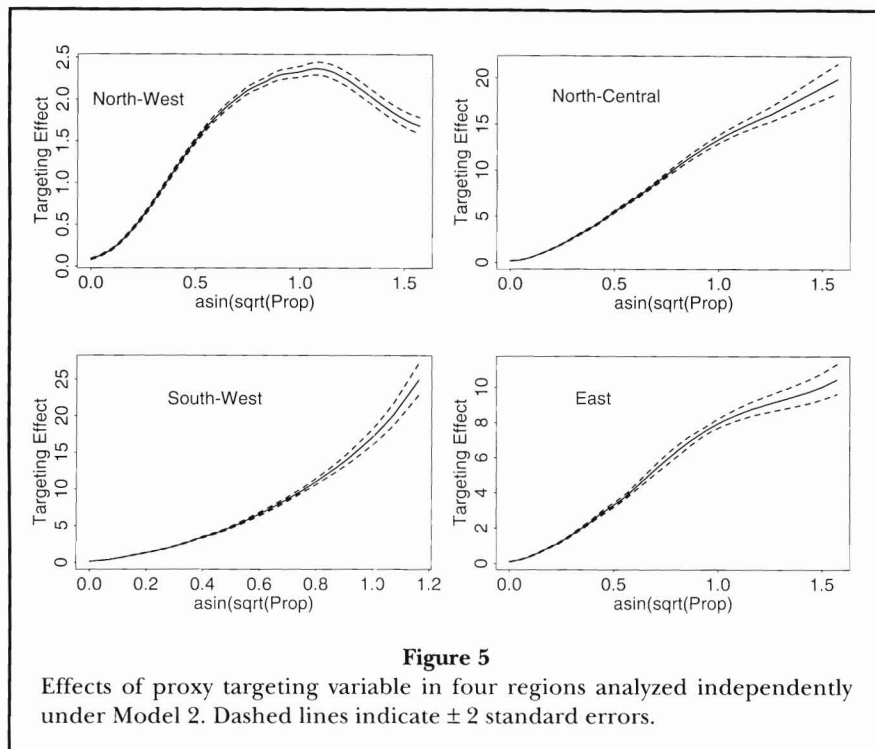 North-West
Targeting Effect
0.0 0.5 1.0 1.5 2.0 2.5
0.0 0.5 1.0 1.5
asin(sqrt(Prop)
North-Central
Targeting Effect
0 5 10 15 20
0.0 0.5 1.0 1.5
asin(sqrt(Prop)
South-West
Targeting Effect
0 5 10 15 20 25
0.0 0.2 0.4 0.6 0.8 1.0 1.2
asin(sqrt(Prop)
East
Targeting Effect
0 2 4 6 8 10
0.0 0.5 1.0 1.5
asin(sqrt(Prop)
Figure 5
Effects of proxy targeting variable in four regions analyzed independently
under Model 2. Dashed lines indicate ± 2 standard errors.